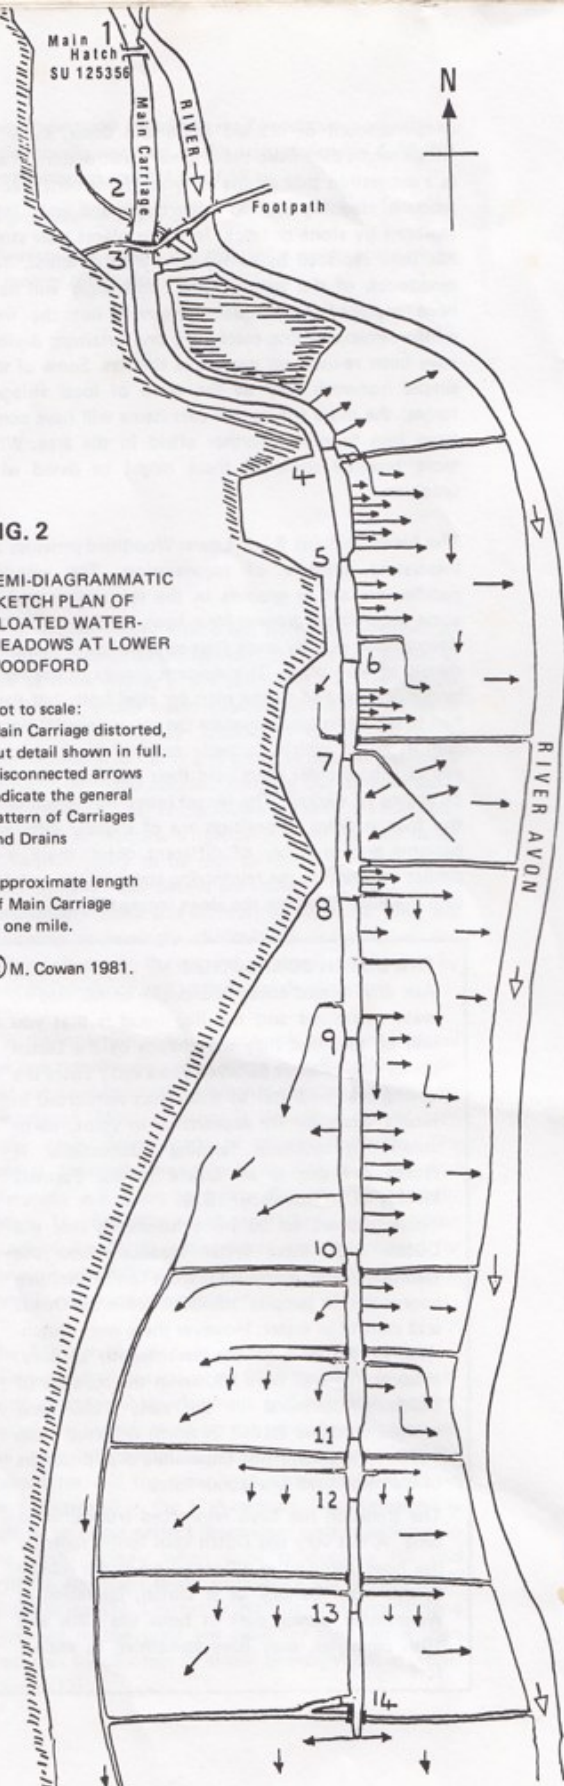 Main 1
Hatch
SU 125356
Main Carriage
RIVER
N
2
Footpath
3
4
IG. 2
5
EMI-DIAGRAMMATIC
KETCH PLAN OF
LOATED WATER-
EADOWS AT LOWER
OODFORD
6
ot to scale:
ain Carriage distorted,
ut detail shown in full.
isconnected arrows
ndicate the general
attern of Carriages
nd Drains
7
RIVER AVON
pproximate length
f Main Carriage
one mile.
8
) M. Cowan 1981.
9
10
11
12
13
14